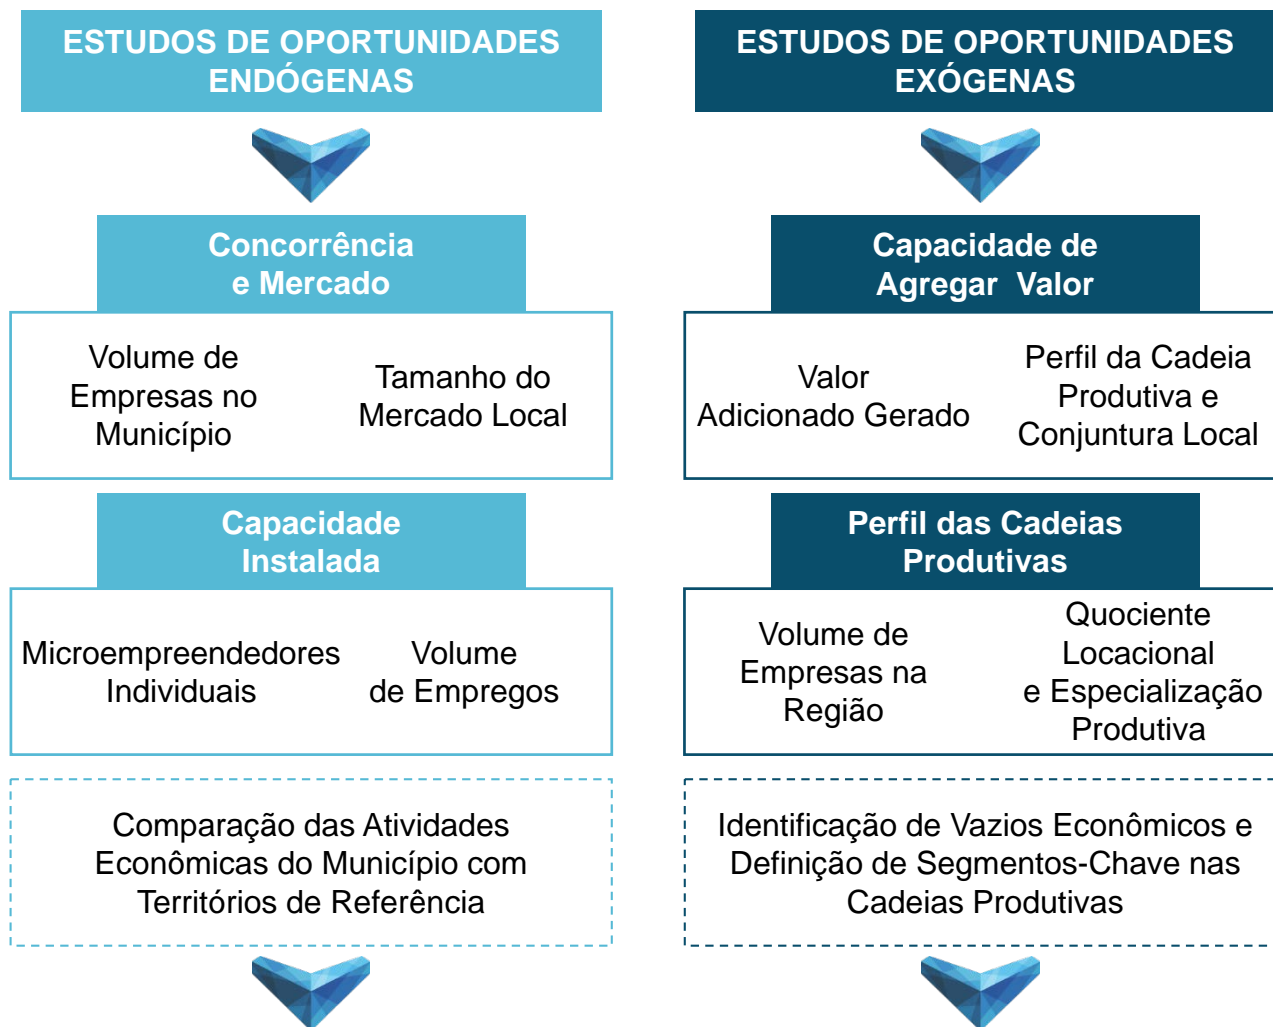 ESTUDOS DE OPORTUNIDADES
ENDÓGENAS
Concorrência
e Mercado
Volume de
Empresas no
Município
Tamanho do
Mercado Local
Capacidade
Instalada
Microempreendedores
Individuais
Volume
de Empregos
Comparação das Atividades
Econômicas do Município com
Territórios de Referência
ESTUDOS DE OPORTUNIDADES
EXÓGENAS
Capacidade de
Agregar Valor
Valor
Adicionado Gerado
Perfil da Cadeia
Produtiva e
Conjuntura Local
Perfil das Cadeias
Produtivas
Volume de
Empresas na
Região
Quociente
Locacional
e Especialização
Produtiva
Identificação de Vazios Econômicos e
Definição de Segmentos-Chave nas
Cadeias Produtivas